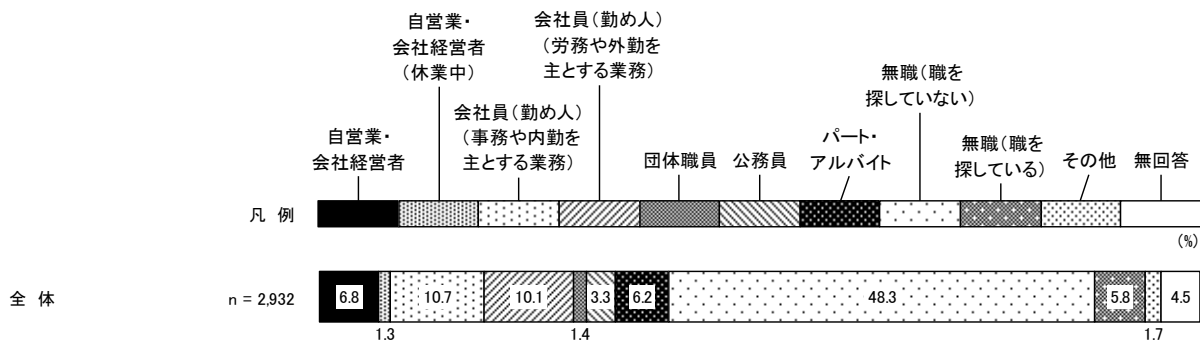 自営業・
会社経営者
(休業中)
会社員(勤め人)
(労務や外勤を
主とする業務)
無職(職を
探していない)
自営業・
会社経営者
会社員(勤め人)
(事務や内勤を
主とする業務)
団体職員
公務員
パート・
アルバイト
無職(職を
探している)
その他
無回答
凡 例
(%)
全 体
n = 2,932
6.8
10.7
10.1
3.3
6.2
48.3
5.8
4.5
1.3
1.4
1.7